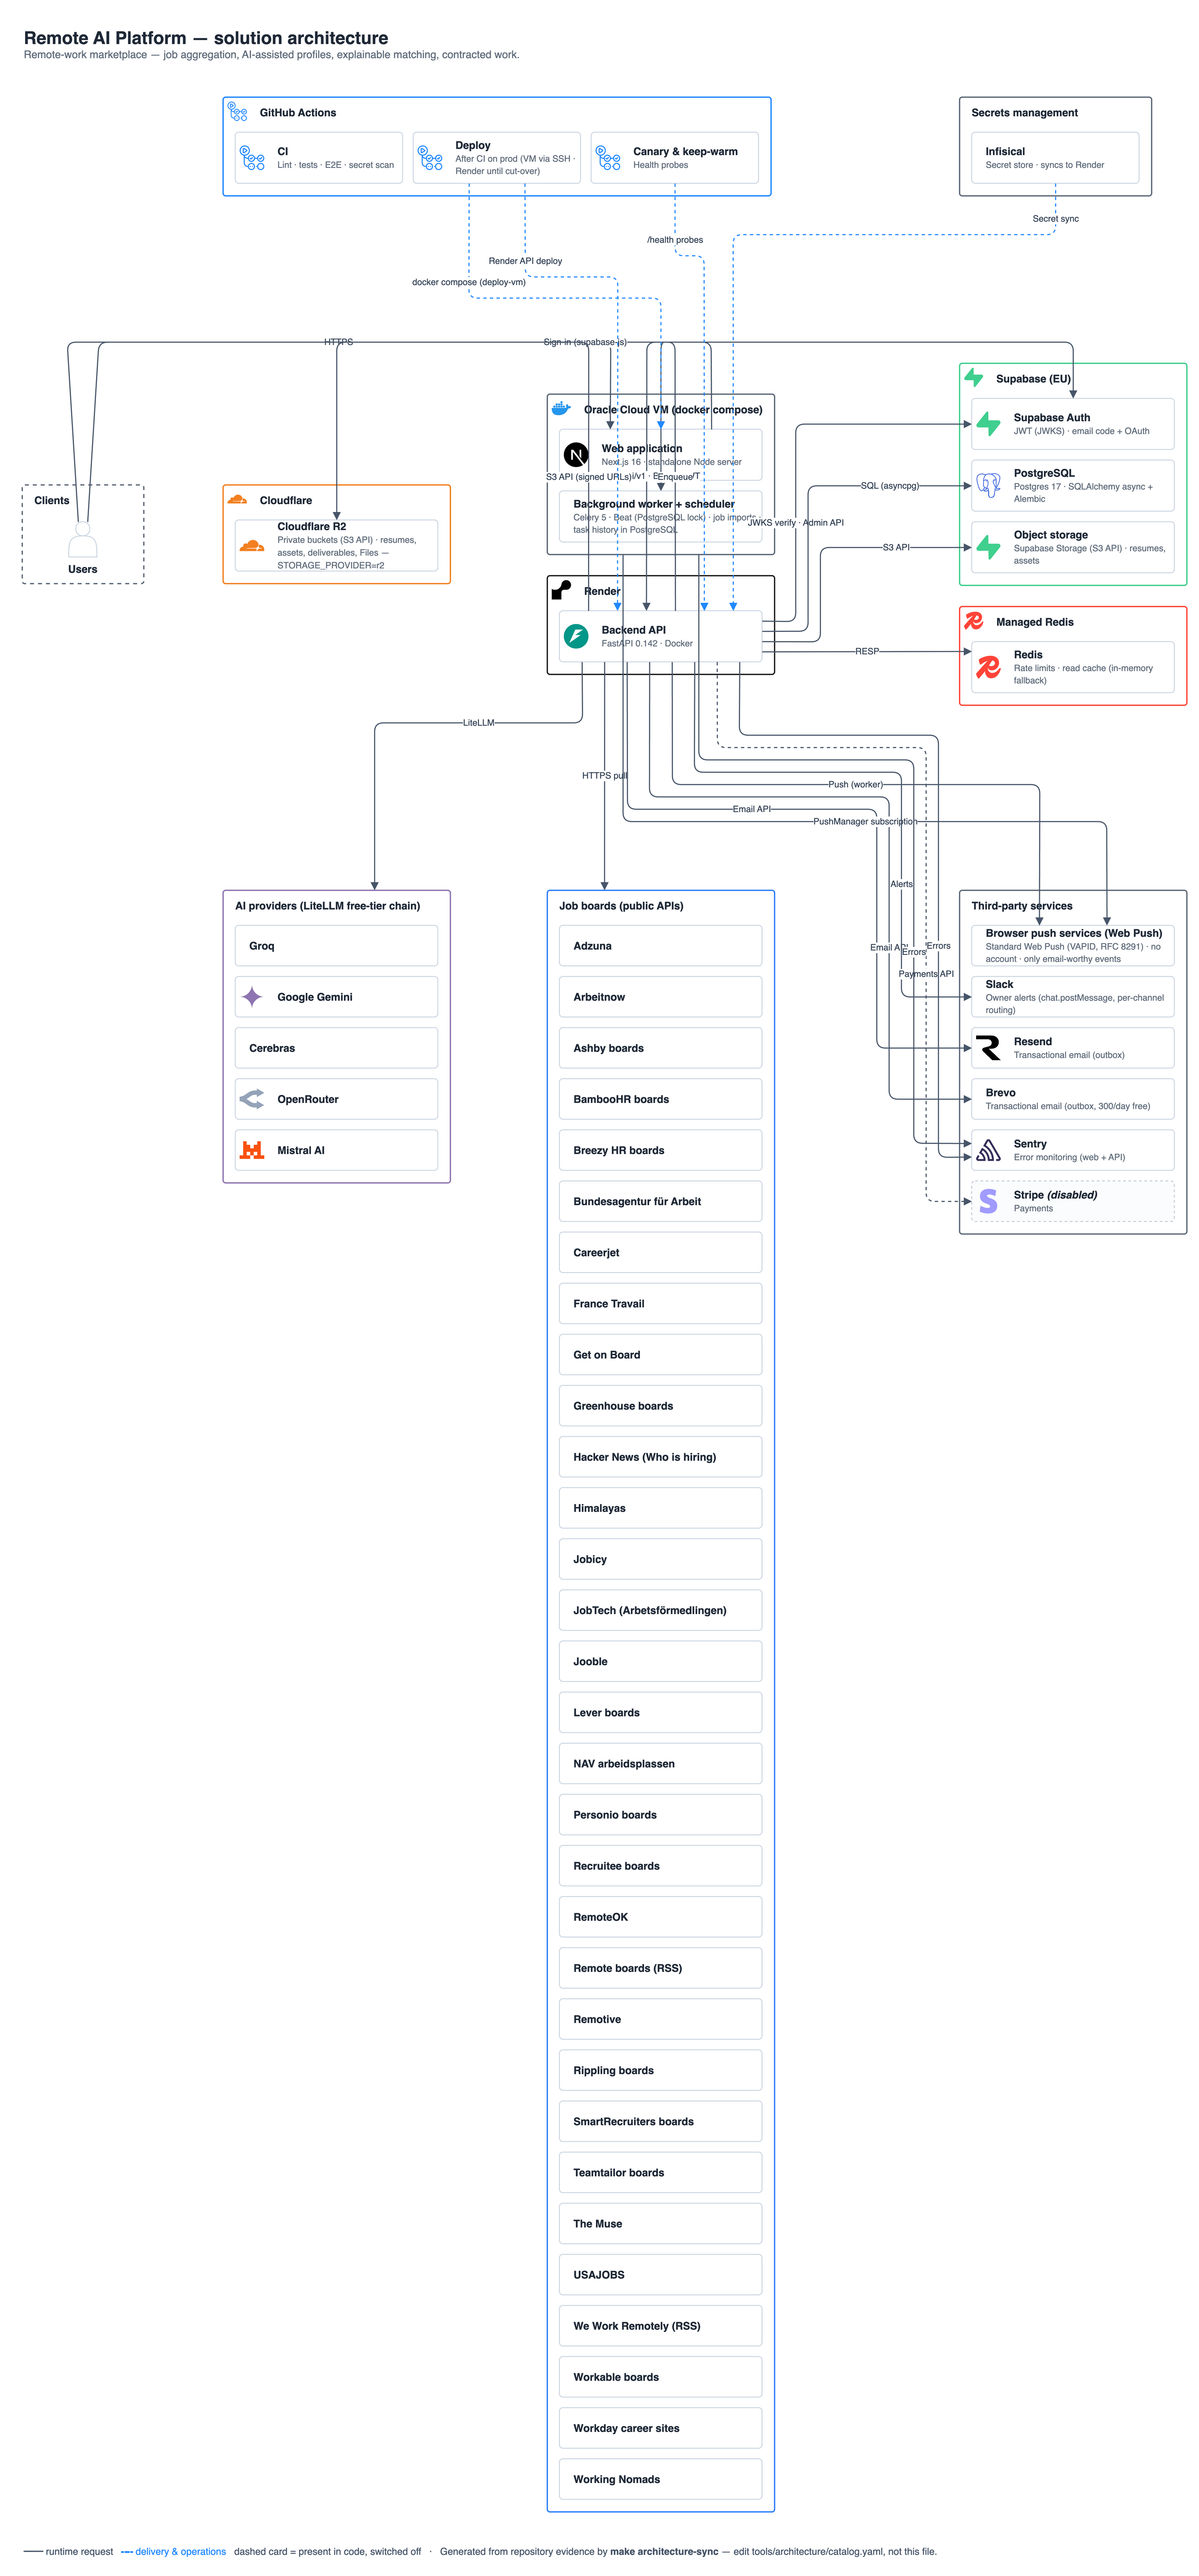 Remote AI Platform — solution architecture
Remote-work marketplace — job aggregation, AI-assisted profiles, explainable matching, contracted work.
GitHub Actions
CI
Lint · tests · E2E · secret scan
Deploy
After CI on prod (VM via SSH ·
Render until cut-over)
Canary & keep-warm
Health probes
Secrets management
Infisical
Secret store · syncs to Render
Secret sync
/health probes
Render API deploy
docker compose (deploy-vm)
HTTPS
Sign-in (supabase-js)
Clients
Users
Cloudflare
Cloudflare R2
Private buckets (S3 API) · resumes,
assets, deliverables, Files —
STORAGE_PROVIDER=r2
Oracle Cloud VM (docker compose)
Web application
Next.js 16 · standalone Node server
S3 API (signed URLs)
Enqueue
Background worker + scheduler
Celery 5 · Beat (PostgreSQL lock) · job imports ·
task history in PostgreSQL
JWKS verify · Admin API
SQL (asyncpg)
S3 API
RESP
Render
Backend API
FastAPI 0.142 · Docker
Supabase (EU)
Supabase Auth
JWT (JWKS) · email code + OAuth
PostgreSQL
Postgres 17 · SQLAlchemy async +
Alembic
Object storage
Supabase Storage (S3 API) · resumes,
assets
Managed Redis
Redis
Rate limits · read cache (in-memory
fallback)
LiteLLM
HTTPS pull
Push (worker)
Email API
PushManager subscription
Alerts
Email API
Errors
Errors
Payments API
AI providers (LiteLLM free-tier chain)
Groq
Google Gemini
Cerebras
OpenRouter
Mistral AI
Job boards (public APIs)
Adzuna
Arbeitnow
Ashby boards
BambooHR boards
Breezy HR boards
Bundesagentur für Arbeit
Careerjet
France Travail
Get on Board
Greenhouse boards
Hacker News (Who is hiring)
Himalayas
Jobicy
JobTech (Arbetsförmedlingen)
Jooble
Lever boards
NAV arbeidsplassen
Personio boards
Recruitee boards
RemoteOK
Remote boards (RSS)
Remotive
Rippling boards
SmartRecruiters boards
Teamtailor boards
The Muse
USAJOBS
We Work Remotely (RSS)
Workable boards
Workday career sites
Working Nomads
Third-party services
Browser push services (Web Push)
Standard Web Push (VAPID, RFC 8291) · no
account · only email-worthy events
Slack
Owner alerts (chat.postMessage, per-channel
routing)
Resend
Transactional email (outbox)
Brevo
Transactional email (outbox, 300/day free)
Sentry
Error monitoring (web + API)
Stripe (disabled)
Payments
runtime request delivery & operations dashed card = present in code, switched off · Generated from repository evidence by make architecture-sync — edit tools/architecture/catalog.yaml, not this file.